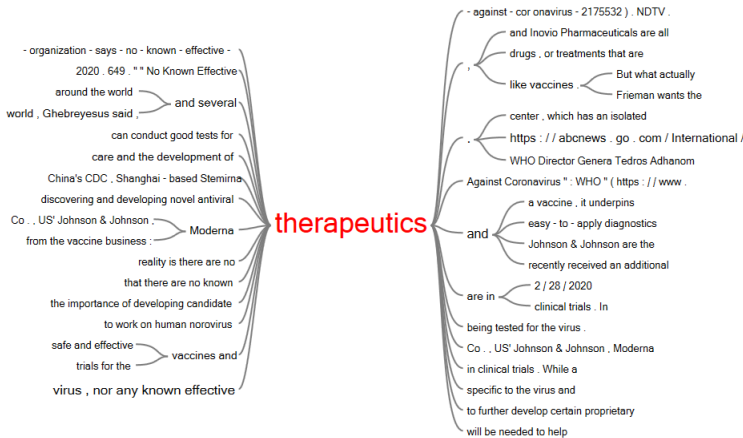 - organization - says - no - known - effective -
2020 . 649 . " " No Known Effective
around the world
world , Ghebreyesus said ,
and several
can conduct good tests for
care and the development of
China's CDC , Shanghai - based Stemirna
discovering and developing novel antiviral
Co . , US' Johnson & Johnson ,
from the vaccine business :
Moderna
reality is there are no
that there are no known
the importance of developing candidate
to work on human norovirus
safe and effective
trials for the
vaccines and
virus , nor any known effective
therapeutics
- against - cor onavirus - 2175532 ) . NDTV .
,
and Inovio Pharmaceuticals are all
drugs , or treatments that are
like vaccines .
But what actually
Frieman wants the
,
center , which has an isolated
https : / / abcnews . go . com / International /
WHO Director Genera Tedros Adhanom
Against Coronavirus " : WHO " ( https : / / www .
and
a vaccine , it underpins
easy - to - apply diagnostics
Johnson & Johnson are the
recently received an additional
are in
2 / 28 / 2020
clinical trials . In
being tested for the virus .
Co . , US' Johnson & Johnson , Moderna
in clinical trials . While a
specific to the virus and
to further develop certain proprietary
will be needed to help